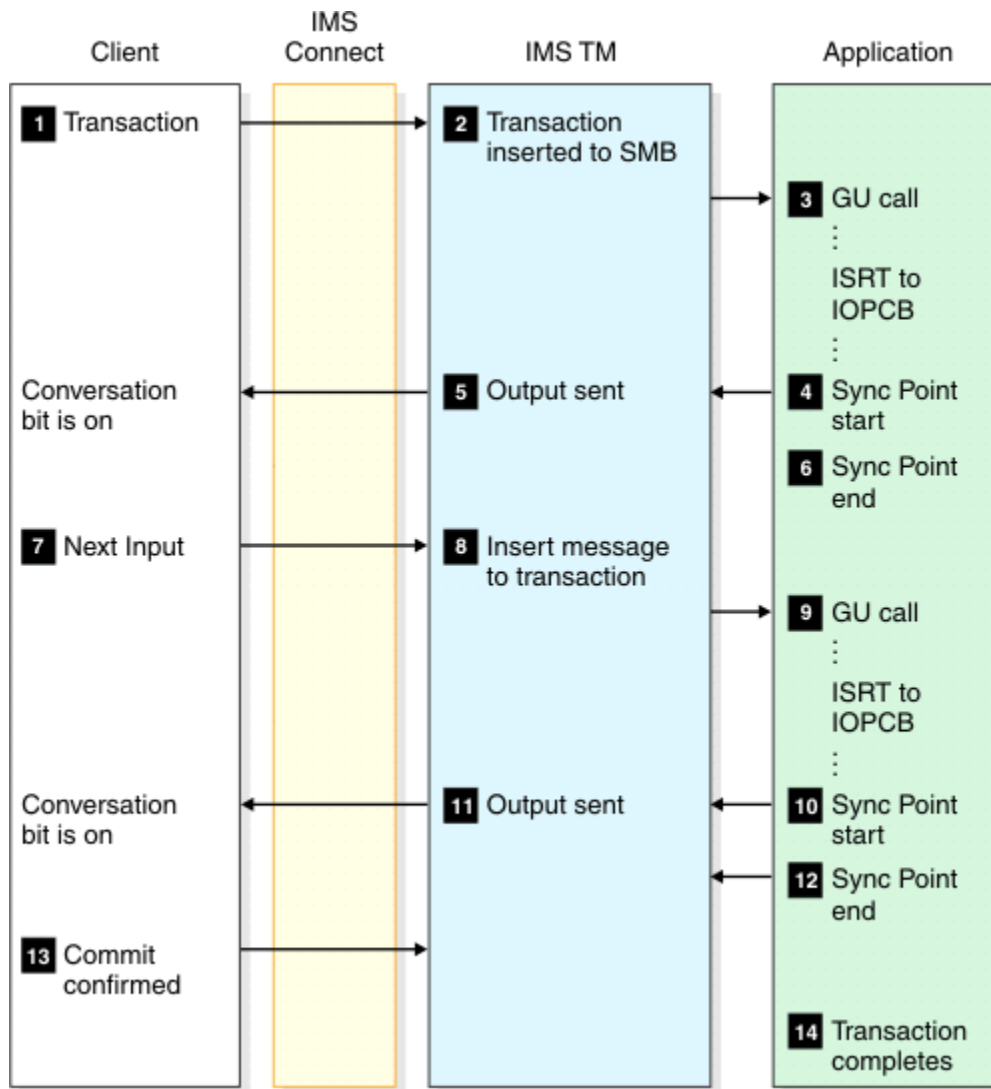 IMS
Client Connect IMS TM Application
1 Transaction 2 Transaction
inserted to SMB
3 GU call
⋮
ISRT to
IOPCB
⋮
Conversation 5 Output sent 4 Sync Point
bit is on start
6 Sync Point
end
7 Next Input 8 Insert message
to transaction
9 GU call
⋮
ISRT to
IOPCB
⋮
Conversation 11 Output sent 10 Sync Point
bit is on start
12 Sync Point
end
13 Commit
confirmed
14 Transaction
completes